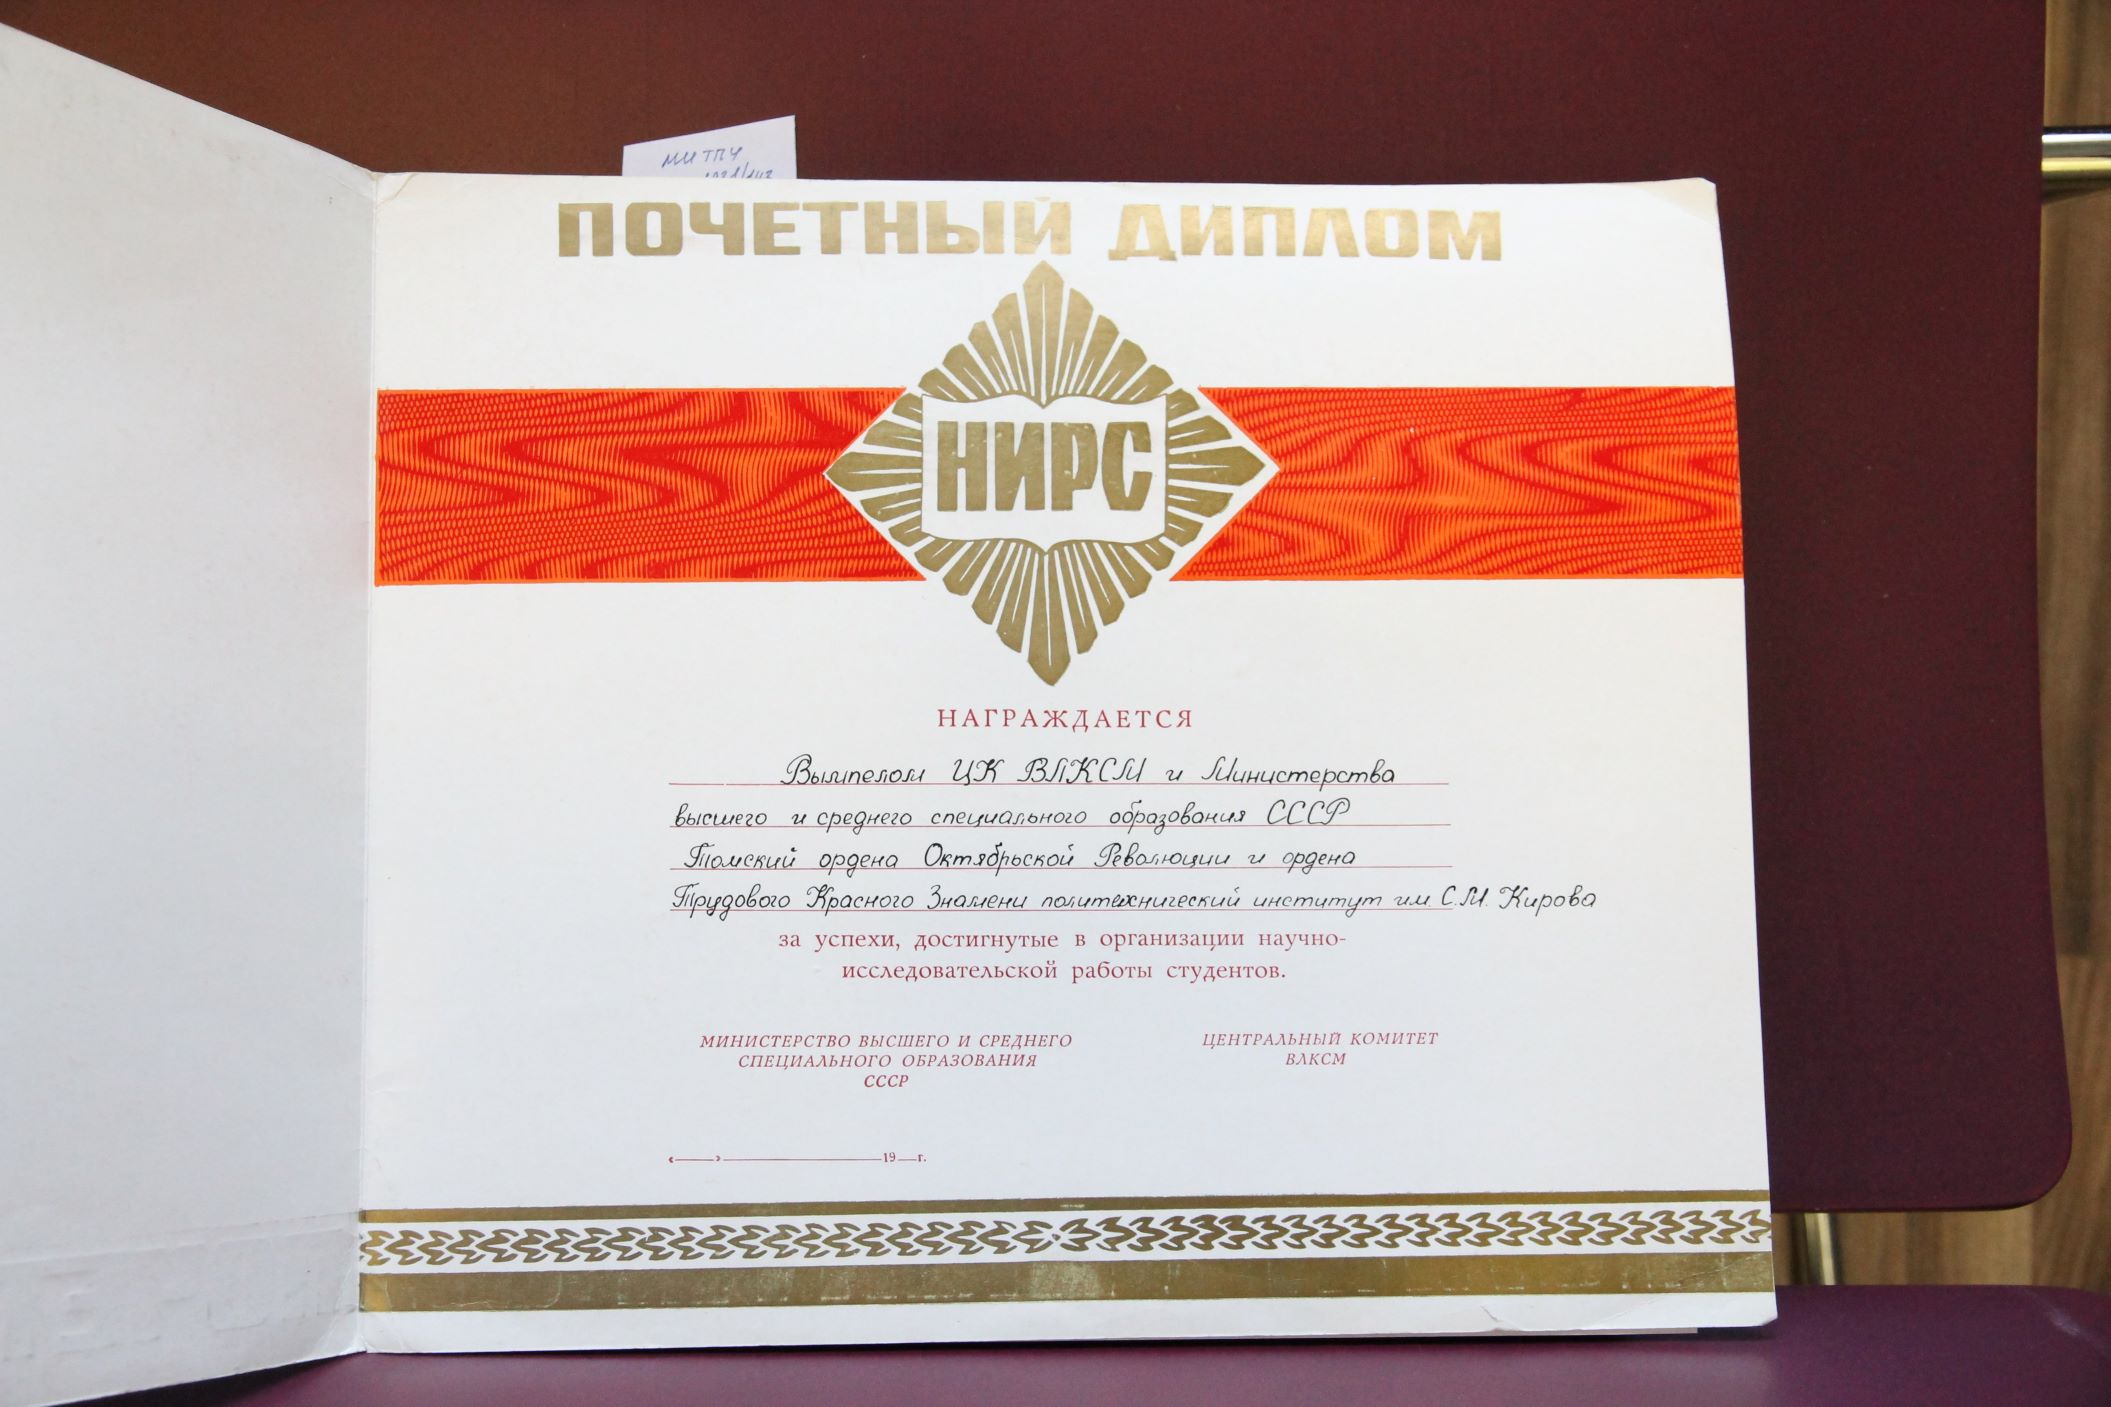 МИ ТПУ
ПОЧЕТНЫЙ ДИПЛОМ
НИРС
НАГРАЖДАЕТСЯ
Вымпелом ЦК ВЛКСМ и Министерства
высшего и среднего специального образования СССР
Томский ордена Октябрьской Революции и ордена
Трудового Красного Знамени политехнический институт им. С.М. Кирова
за успехи, достигнутые в организации научно-
исследовательской работы студентов.
МИНИСТЕРСТВО ВЫСШЕГО И СРЕДНЕГО
СПЕЦИАЛЬНОГО ОБРАЗОВАНИЯ
СССР
ЦЕНТРАЛЬНЫЙ КОМИТЕТ
ВЛКСМ
« » 19 г.